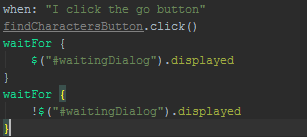 when: "I click the go button"
findCharactersButton.click()
waitFor {
    $("#waitingDialog").displayed
}
waitFor {
    !$("#waitingDialog").displayed
}